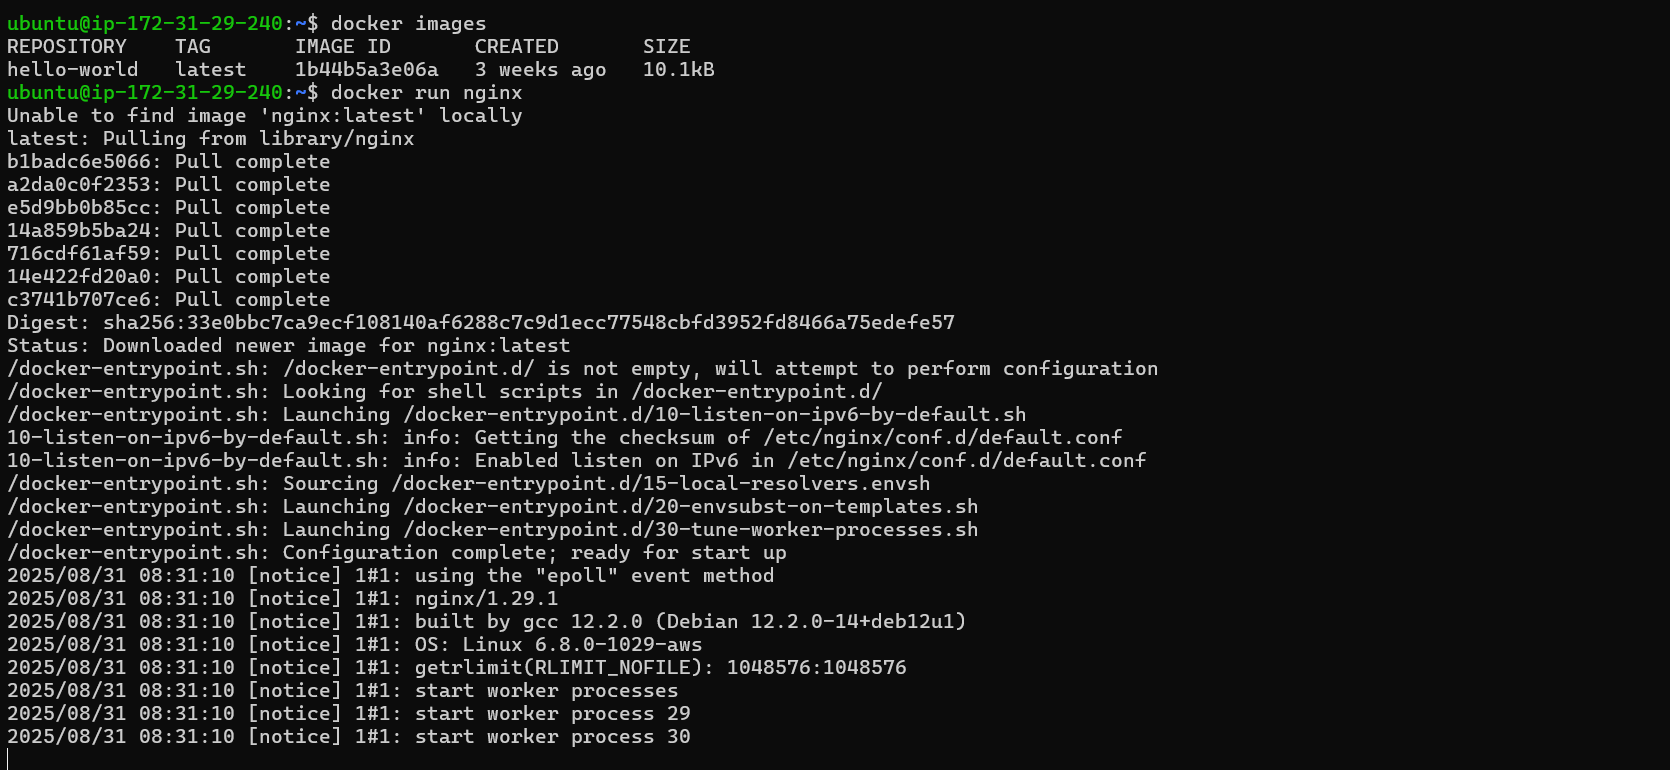 ubuntu@ip-172-31-29-240:~$ docker images
REPOSITORY    TAG       IMAGE ID       CREATED       SIZE
hello-world   latest    1b44b5a3e06a   3 weeks ago   10.1kB
ubuntu@ip-172-31-29-240:~$ docker run nginx
Unable to find image 'nginx:latest' locally
latest: Pulling from library/nginx
b1badc6e5066: Pull complete
a2da0c0f2353: Pull complete
e5d9bb0b85cc: Pull complete
14a859b5ba24: Pull complete
716cdf61af59: Pull complete
14e422fd20a0: Pull complete
c3741b707ce6: Pull complete
Digest: sha256:33e0bbc7ca9ecf108140af6288c7c9d1ecc77548cbfd3952fd8466a75edefe57
Status: Downloaded newer image for nginx:latest
/docker-entrypoint.sh: /docker-entrypoint.d/ is not empty, will attempt to perform configuration
/docker-entrypoint.sh: Looking for shell scripts in /docker-entrypoint.d/
/docker-entrypoint.sh: Launching /docker-entrypoint.d/10-listen-on-ipv6-by-default.sh
10-listen-on-ipv6-by-default.sh: info: Getting the checksum of /etc/nginx/conf.d/default.conf
10-listen-on-ipv6-by-default.sh: info: Enabled listen on IPv6 in /etc/nginx/conf.d/default.conf
/docker-entrypoint.sh: Sourcing /docker-entrypoint.d/15-local-resolvers.envsh
/docker-entrypoint.sh: Launching /docker-entrypoint.d/20-envsubst-on-templates.sh
/docker-entrypoint.sh: Launching /docker-entrypoint.d/30-tune-worker-processes.sh
/docker-entrypoint.sh: Configuration complete; ready for start up
2025/08/31 08:31:10 [notice] 1#1: using the "epoll" event method
2025/08/31 08:31:10 [notice] 1#1: nginx/1.29.1
2025/08/31 08:31:10 [notice] 1#1: built by gcc 12.2.0 (Debian 12.2.0-14+deb12u1)
2025/08/31 08:31:10 [notice] 1#1: OS: Linux 6.8.0-1029-aws
2025/08/31 08:31:10 [notice] 1#1: getrlimit(RLIMIT_NOFILE): 1048576:1048576
2025/08/31 08:31:10 [notice] 1#1: start worker processes
2025/08/31 08:31:10 [notice] 1#1: start worker process 29
2025/08/31 08:31:10 [notice] 1#1: start worker process 30